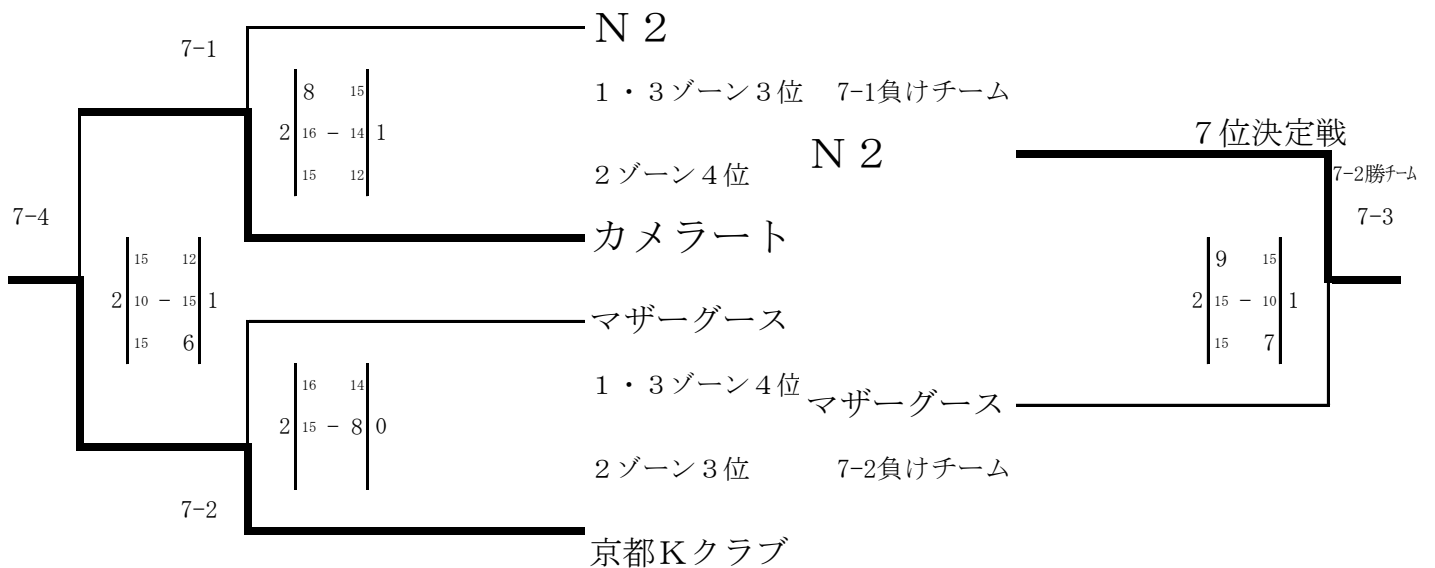 Ｎ２
7-1
8 15
2 16 - 14 1
15 12
１・３ゾーン３位 7-1負けチーム
７位決定戦
Ｎ２
２ゾーン４位
7-2勝チーム
7-4
カメラート
7-3
15 12
2 10 - 15 1
15 6
9 15
2 15 - 10 1
15 7
マザーグース
16 14
2 15 - 8 0
１・３ゾーン４位
マザーグース
２ゾーン３位 7-2負けチーム
7-2
京都Ｋクラブ